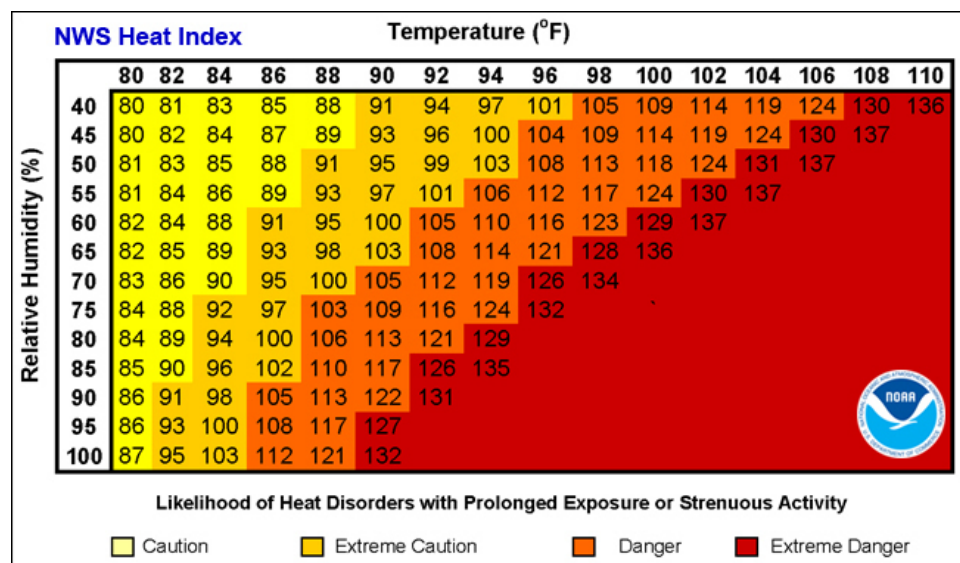 NWS Heat Index
Temperature (°F)
80 82 84 86 88 90 92 94 96 98 100 102 104 106 108 110
Relative Humidity (%)
40 80 81 83 85 88 91 94 97 101 105 109 114 119 124 130 136
45 80 82 84 87 89 93 96 100 104 109 114 119 124 130 137
50 81 83 85 88 91 95 99 103 108 113 118 124 131 137
55 81 84 86 89 93 97 101 106 112 117 124 130 137
60 82 84 88 91 95 100 105 110 116 123 129 137
65 82 85 89 93 98 103 108 114 121 128 136
70 83 86 90 95 100 105 112 119 126 134
75 84 88 92 97 103 109 116 124 132 `
80 84 89 94 100 106 113 121 129
85 85 90 96 102 110 117 126 135
90 86 91 98 105 113 122 131
95 86 93 100 108 117 127
100 87 95 103 112 121 132
NOAA
Likelihood of Heat Disorders with Prolonged Exposure or Strenuous Activity
Caution
Extreme Caution
Danger
Extreme Danger